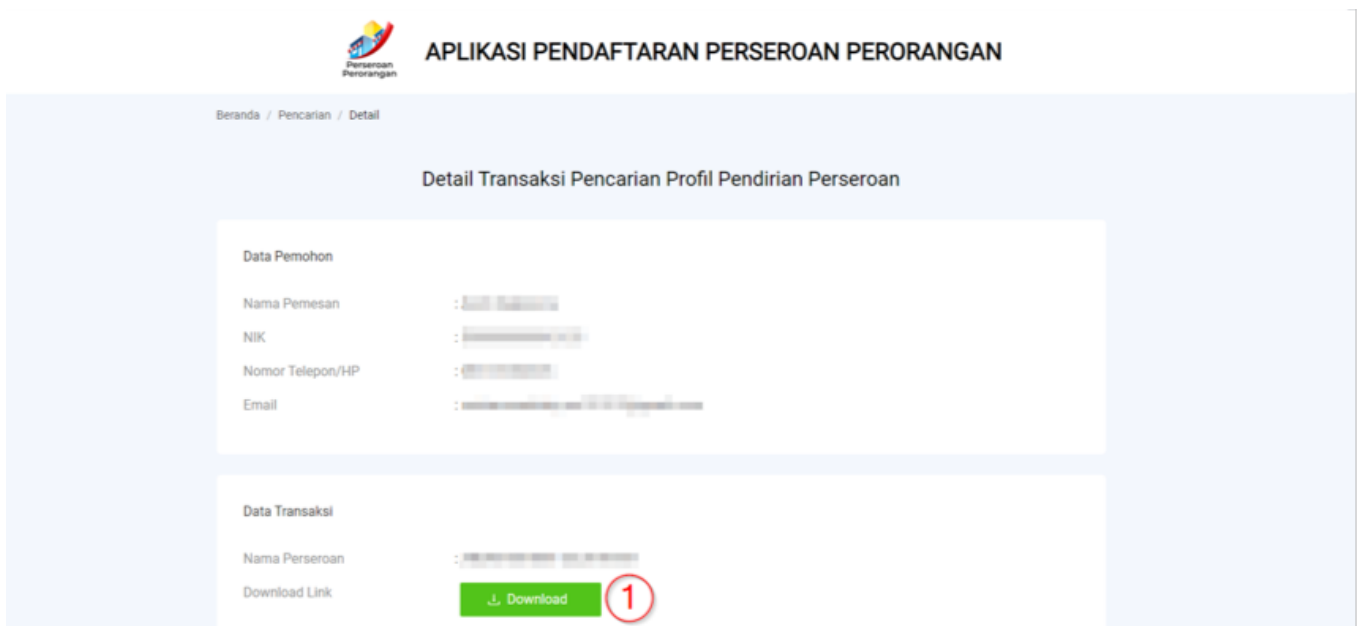 Perseroan
Perorangan
APLIKASI PENDAFTARAN PERSEROAN PERORANGAN
Beranda / Pencarian / Detail
Detail Transaksi Pencarian Profil Pendirian Perseroan
Data Pemohon
Nama Pemesan :
NIK :
Nomor Telepon/HP :
Email :
Data Transaksi
Nama Perseroan :
Download Link Download 1